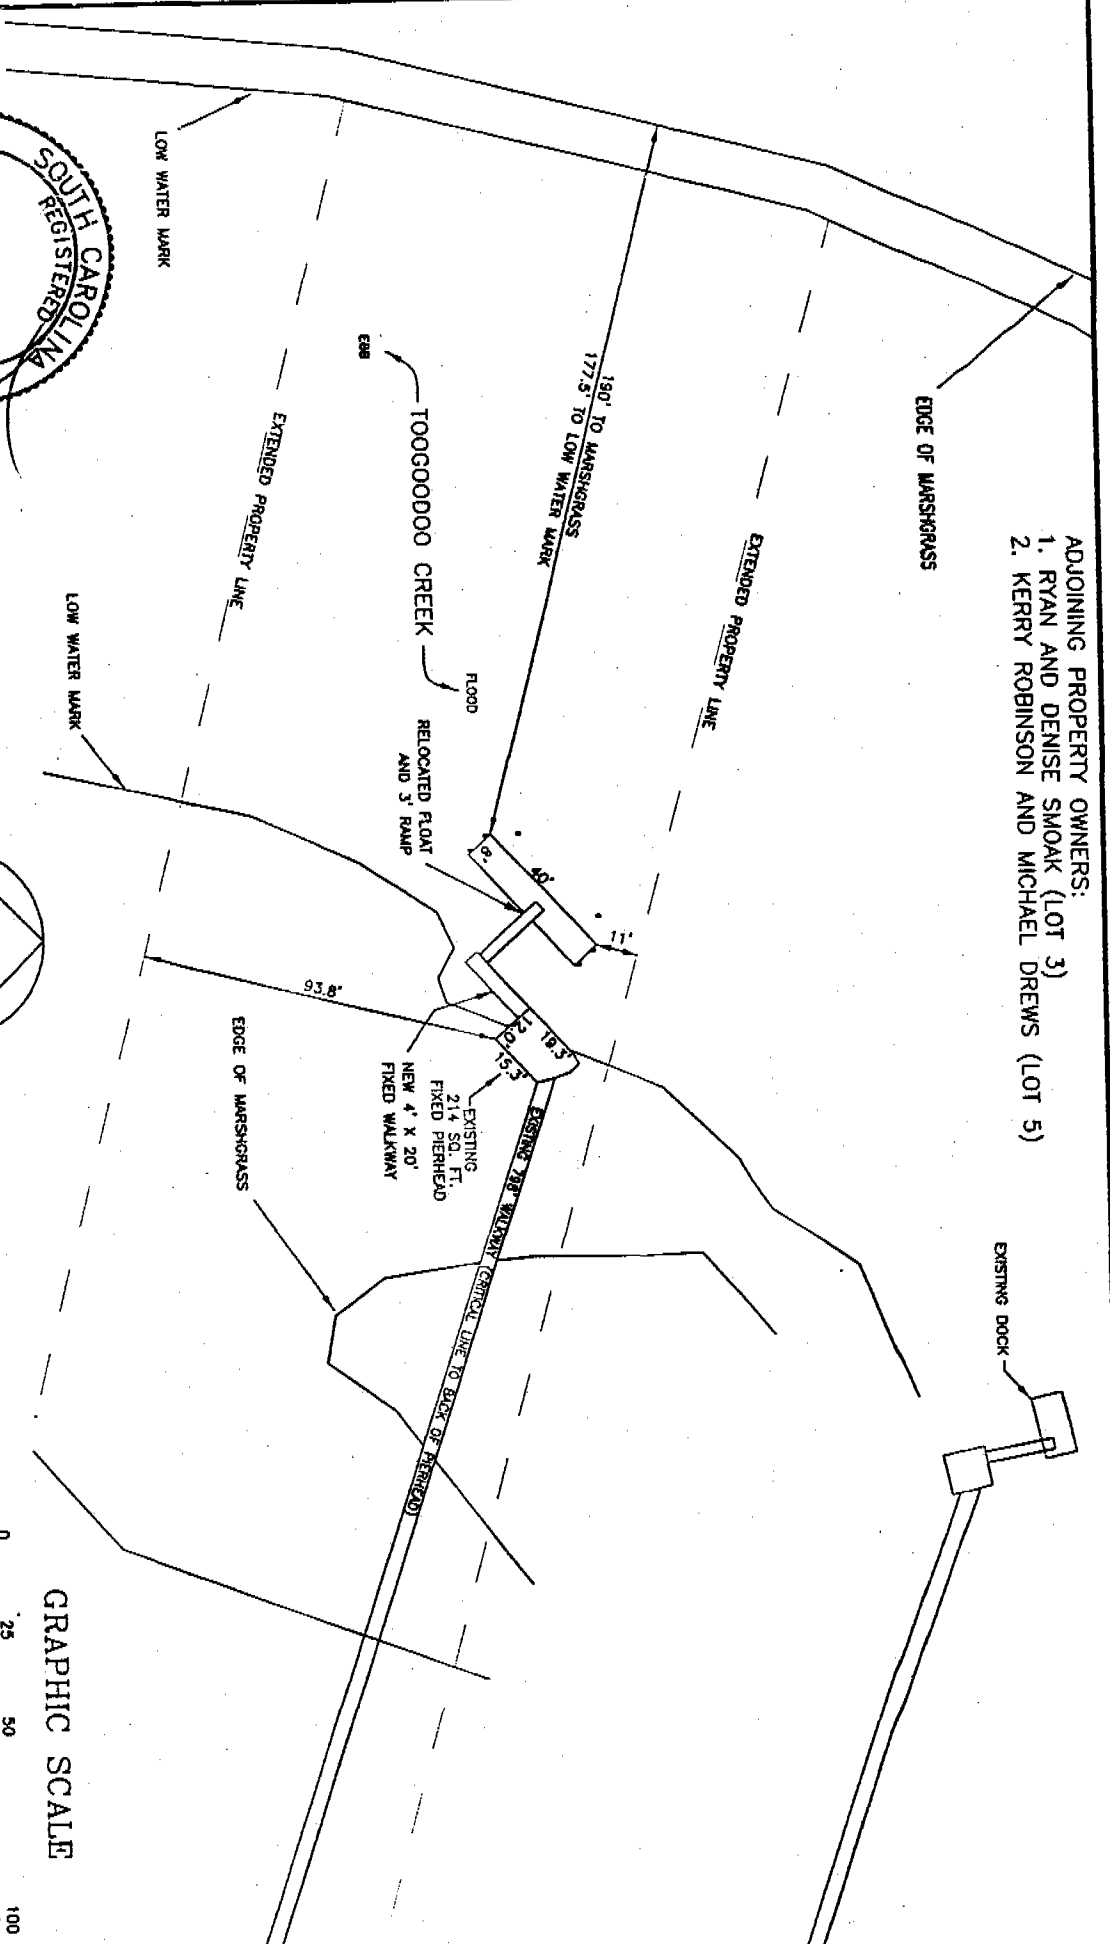 ADJOINING PROPERTY OWNERS:
1. RYAN AND DENISE SMOAK (LOT 3)
2. KERRY ROBINSON AND MICHAEL DREWS (LOT 5)
EDGE OF MARSHGRASS
EXISTING DOCK
EXTENDED PROPERTY LINE
190' TO MARSHGRASS
177.5' TO LOW WATER MARK
11'
40'
8'
19.3'
12.0'
15.3'
EXISTING 798' WALKWAY (CRITICAL LINE TO BACK OF PIERHEAD)
FLOOD
TOOGOODOO CREEK
EBB
RELOCATED FLOAT
AND 3' RAMP
EXISTING
214 SQ. FT.
FIXED PIERHEAD
NEW 4' X 20'
FIXED WALKWAY
93.8'
EXTENDED PROPERTY LINE
EDGE OF MARSHGRASS
LOW WATER MARK
LOW WATER MARK
SOUTH CAROLINA
REGISTERED
GRAPHIC SCALE
0 25 50 100